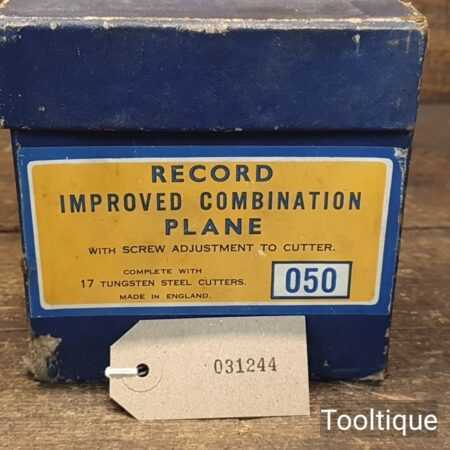 RECORD
IMPROVED COMBINATION
PLANE
WITH SCREW ADJUSTMENT TO CUTTER.
COMPLETE WITH
17 TUNGSTEN STEEL CUTTERS.
MADE IN ENGLAND.
050
031244
Tooltique